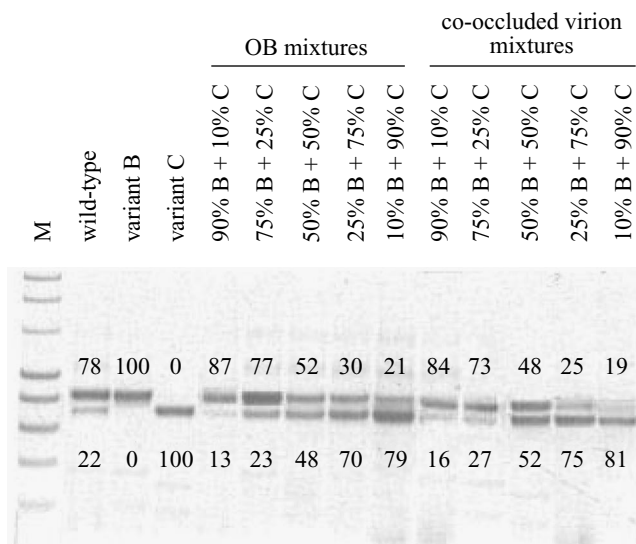 OB mixtures
co-occluded virion
mixtures
M
wild-type
variant B
variant C
90% B + 10% C
75% B + 25% C
50% B + 50% C
25% B + 75% C
10% B + 90% C
90% B + 10% C
75% B + 25% C
50% B + 50% C
25% B + 75% C
10% B + 90% C
78 100 0 87 77 52 30 21 84 73 48 25 19
22 0 100 13 23 48 70 79 16 27 52 75 81